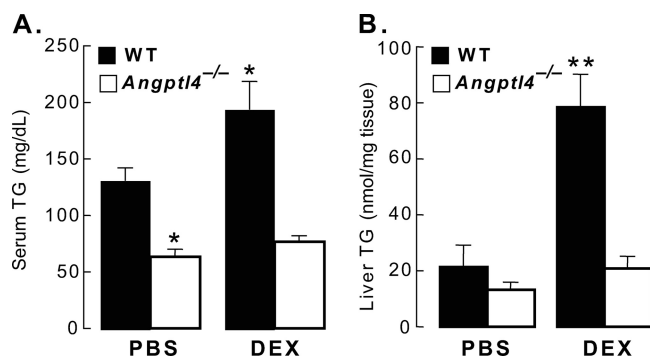 A.
WT
Angptl4–/–
Serum TG (mg/dL)
250
200
150
100
50
0
*
*
PBS
DEX
B.
WT
Angptl4–/–
Liver TG (nmol/mg tissue)
100
80
60
40
20
0
**
PBS
DEX